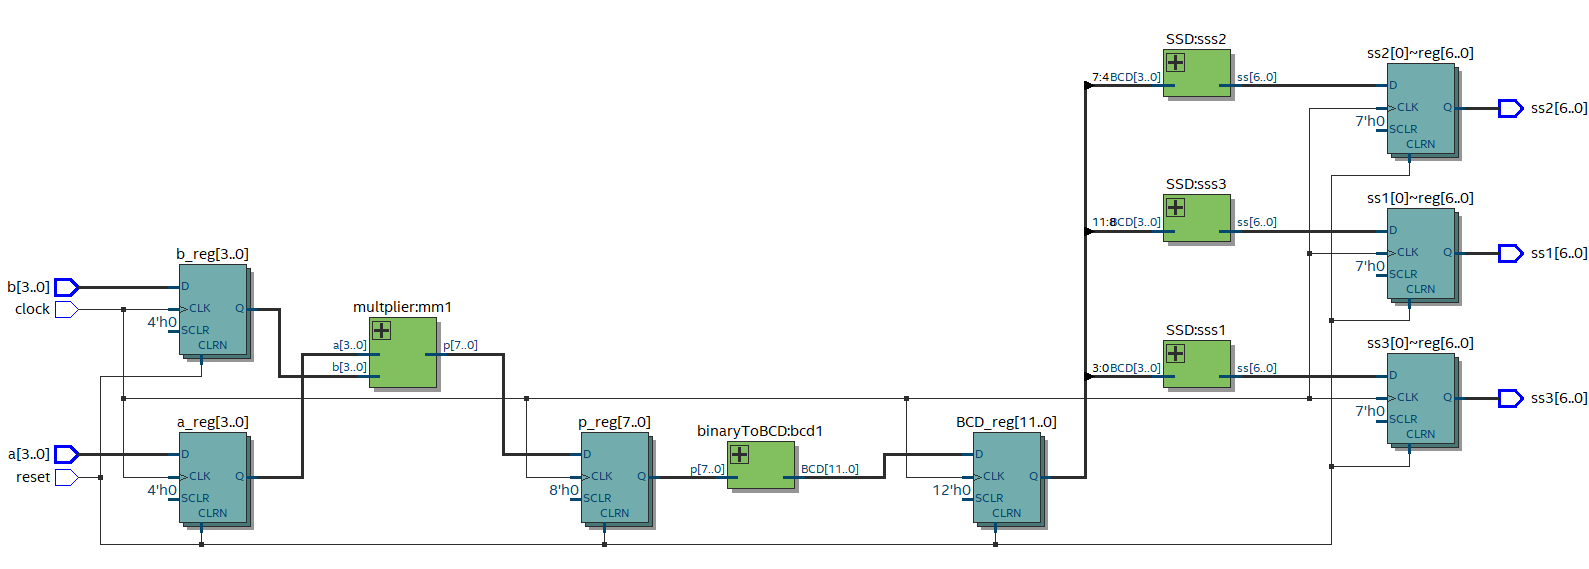 SSD:sss2
7:4
BCD[3..0]
ss[6..0]
ss2[0]~reg[6..0]
D
CLK
Q
7'h0
SCLR
CLRN
ss2[6..0]
SSD:sss3
11:8
BCD[3..0]
ss[6..0]
ss1[0]~reg[6..0]
D
CLK
Q
7'h0
SCLR
CLRN
ss1[6..0]
b_reg[3..0]
b[3..0]
clock
D
CLK
Q
4'h0
SCLR
CLRN
multplier:mm1
a[3..0]
b[3..0]
p[7..0]
SSD:sss1
3:0
BCD[3..0]
ss[6..0]
ss3[0]~reg[6..0]
D
CLK
Q
7'h0
SCLR
CLRN
ss3[6..0]
a_reg[3..0]
a[3..0]
reset
D
CLK
Q
4'h0
SCLR
CLRN
p_reg[7..0]
D
CLK
Q
8'h0
SCLR
CLRN
binaryToBCD:bcd1
p[7..0]
BCD[11..0]
BCD_reg[11..0]
D
CLK
Q
12'h0
SCLR
CLRN